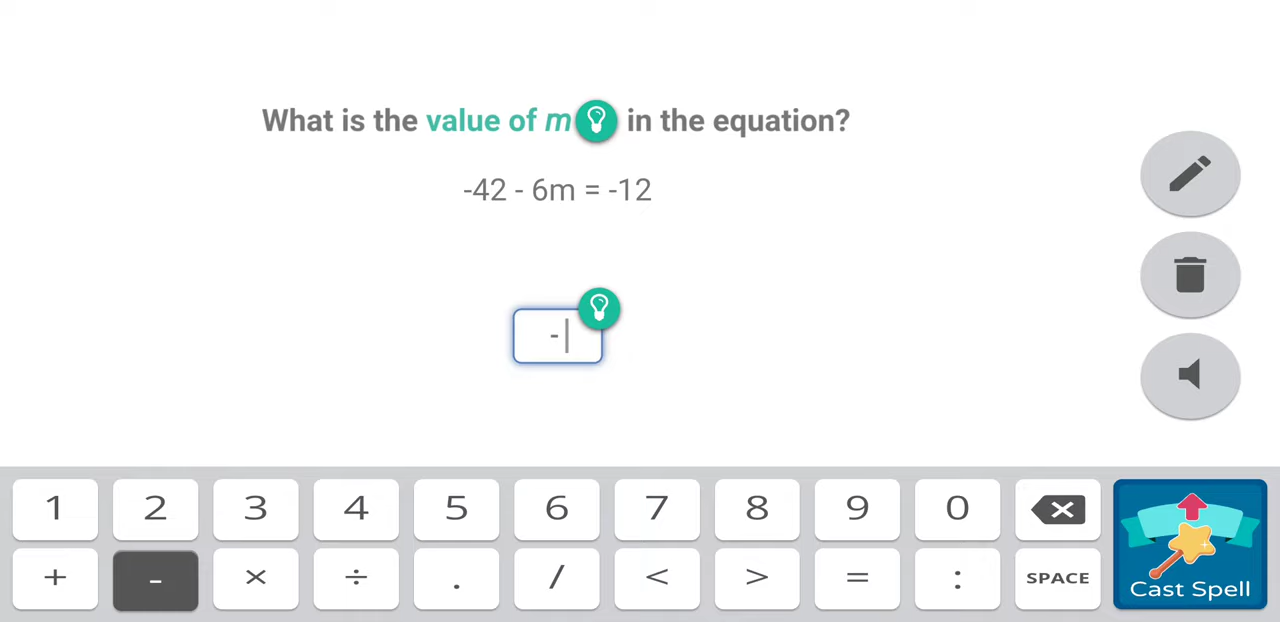 What is the value of m in the equation?
-42 - 6m = -12
-
1 2 3 4 5 6 7 8 9 0
+ - × ÷ . / < > = : SPACE
Cast Spell